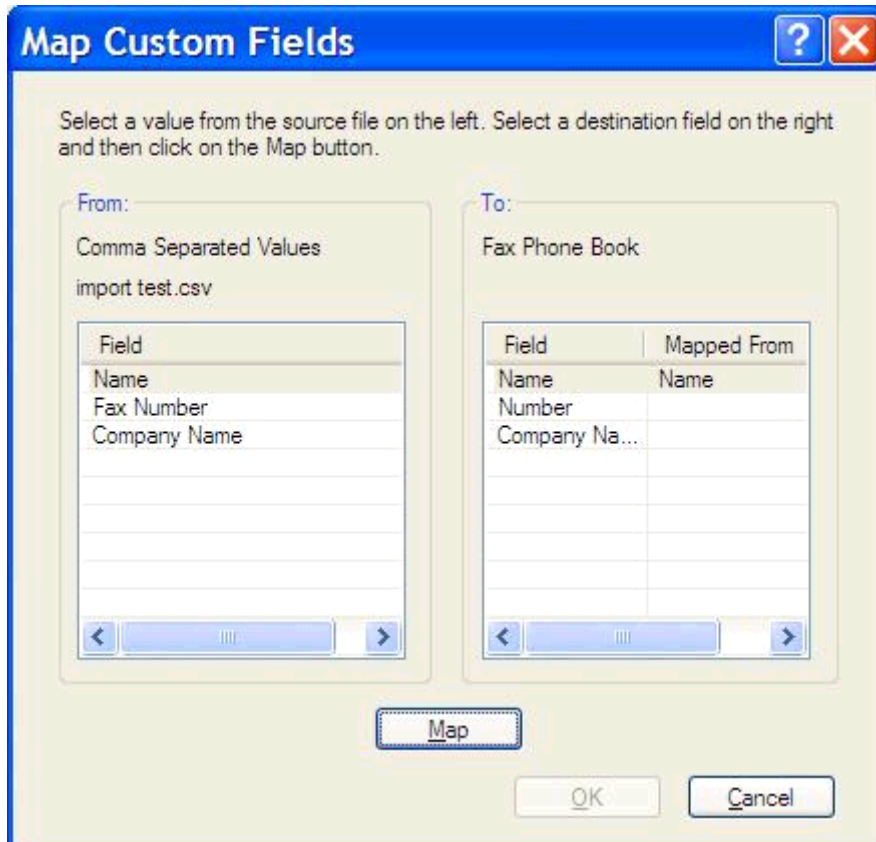 Map Custom Fields
Select a value from the source file on the left. Select a destination field on the right
and then click on the Map button.
From:
Comma Separated Values
import test.csv
Field
Name
Fax Number
Company Name
To:
Fax Phone Book
Field Mapped From
Name Name
Number
Company Na...
Map
OK Cancel